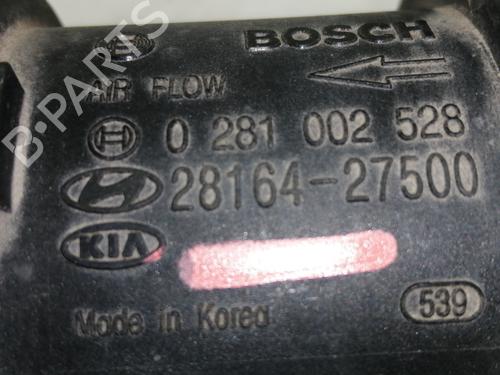 BOSCH
AIR FLOW
0 281 002 528
28164-27500
KIA
Made in Korea
539
B-PARTS